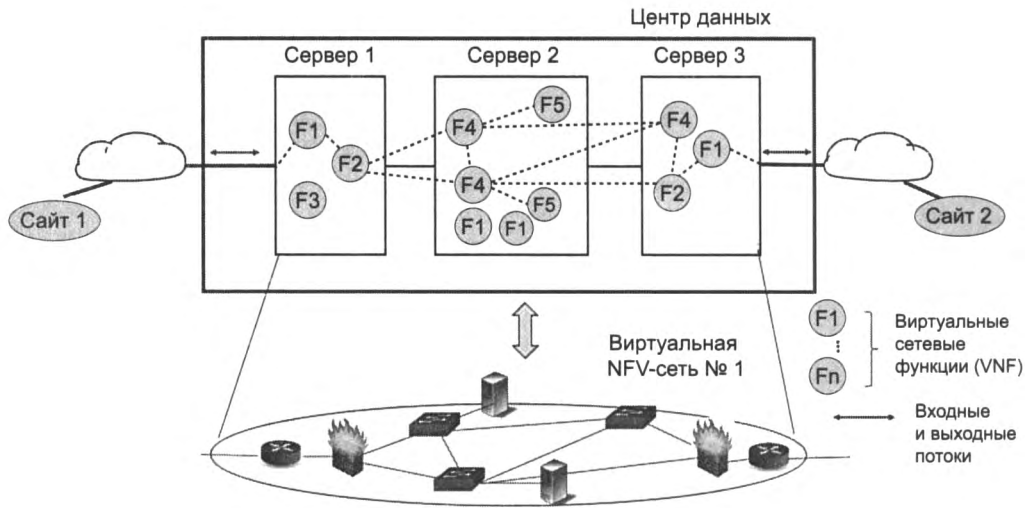 Центр данных
Сервер 1
Сервер 2
Сервер 3
F1
F2
F3
F4
F5
F4
F5
F1
F1
F4
F1
F2
Сайт 1
Сайт 2
Виртуальная
NFV-сеть № 1
F1
Fn
Виртуальные
сетевые
функции (VNF)
Входные
и выходные
потоки